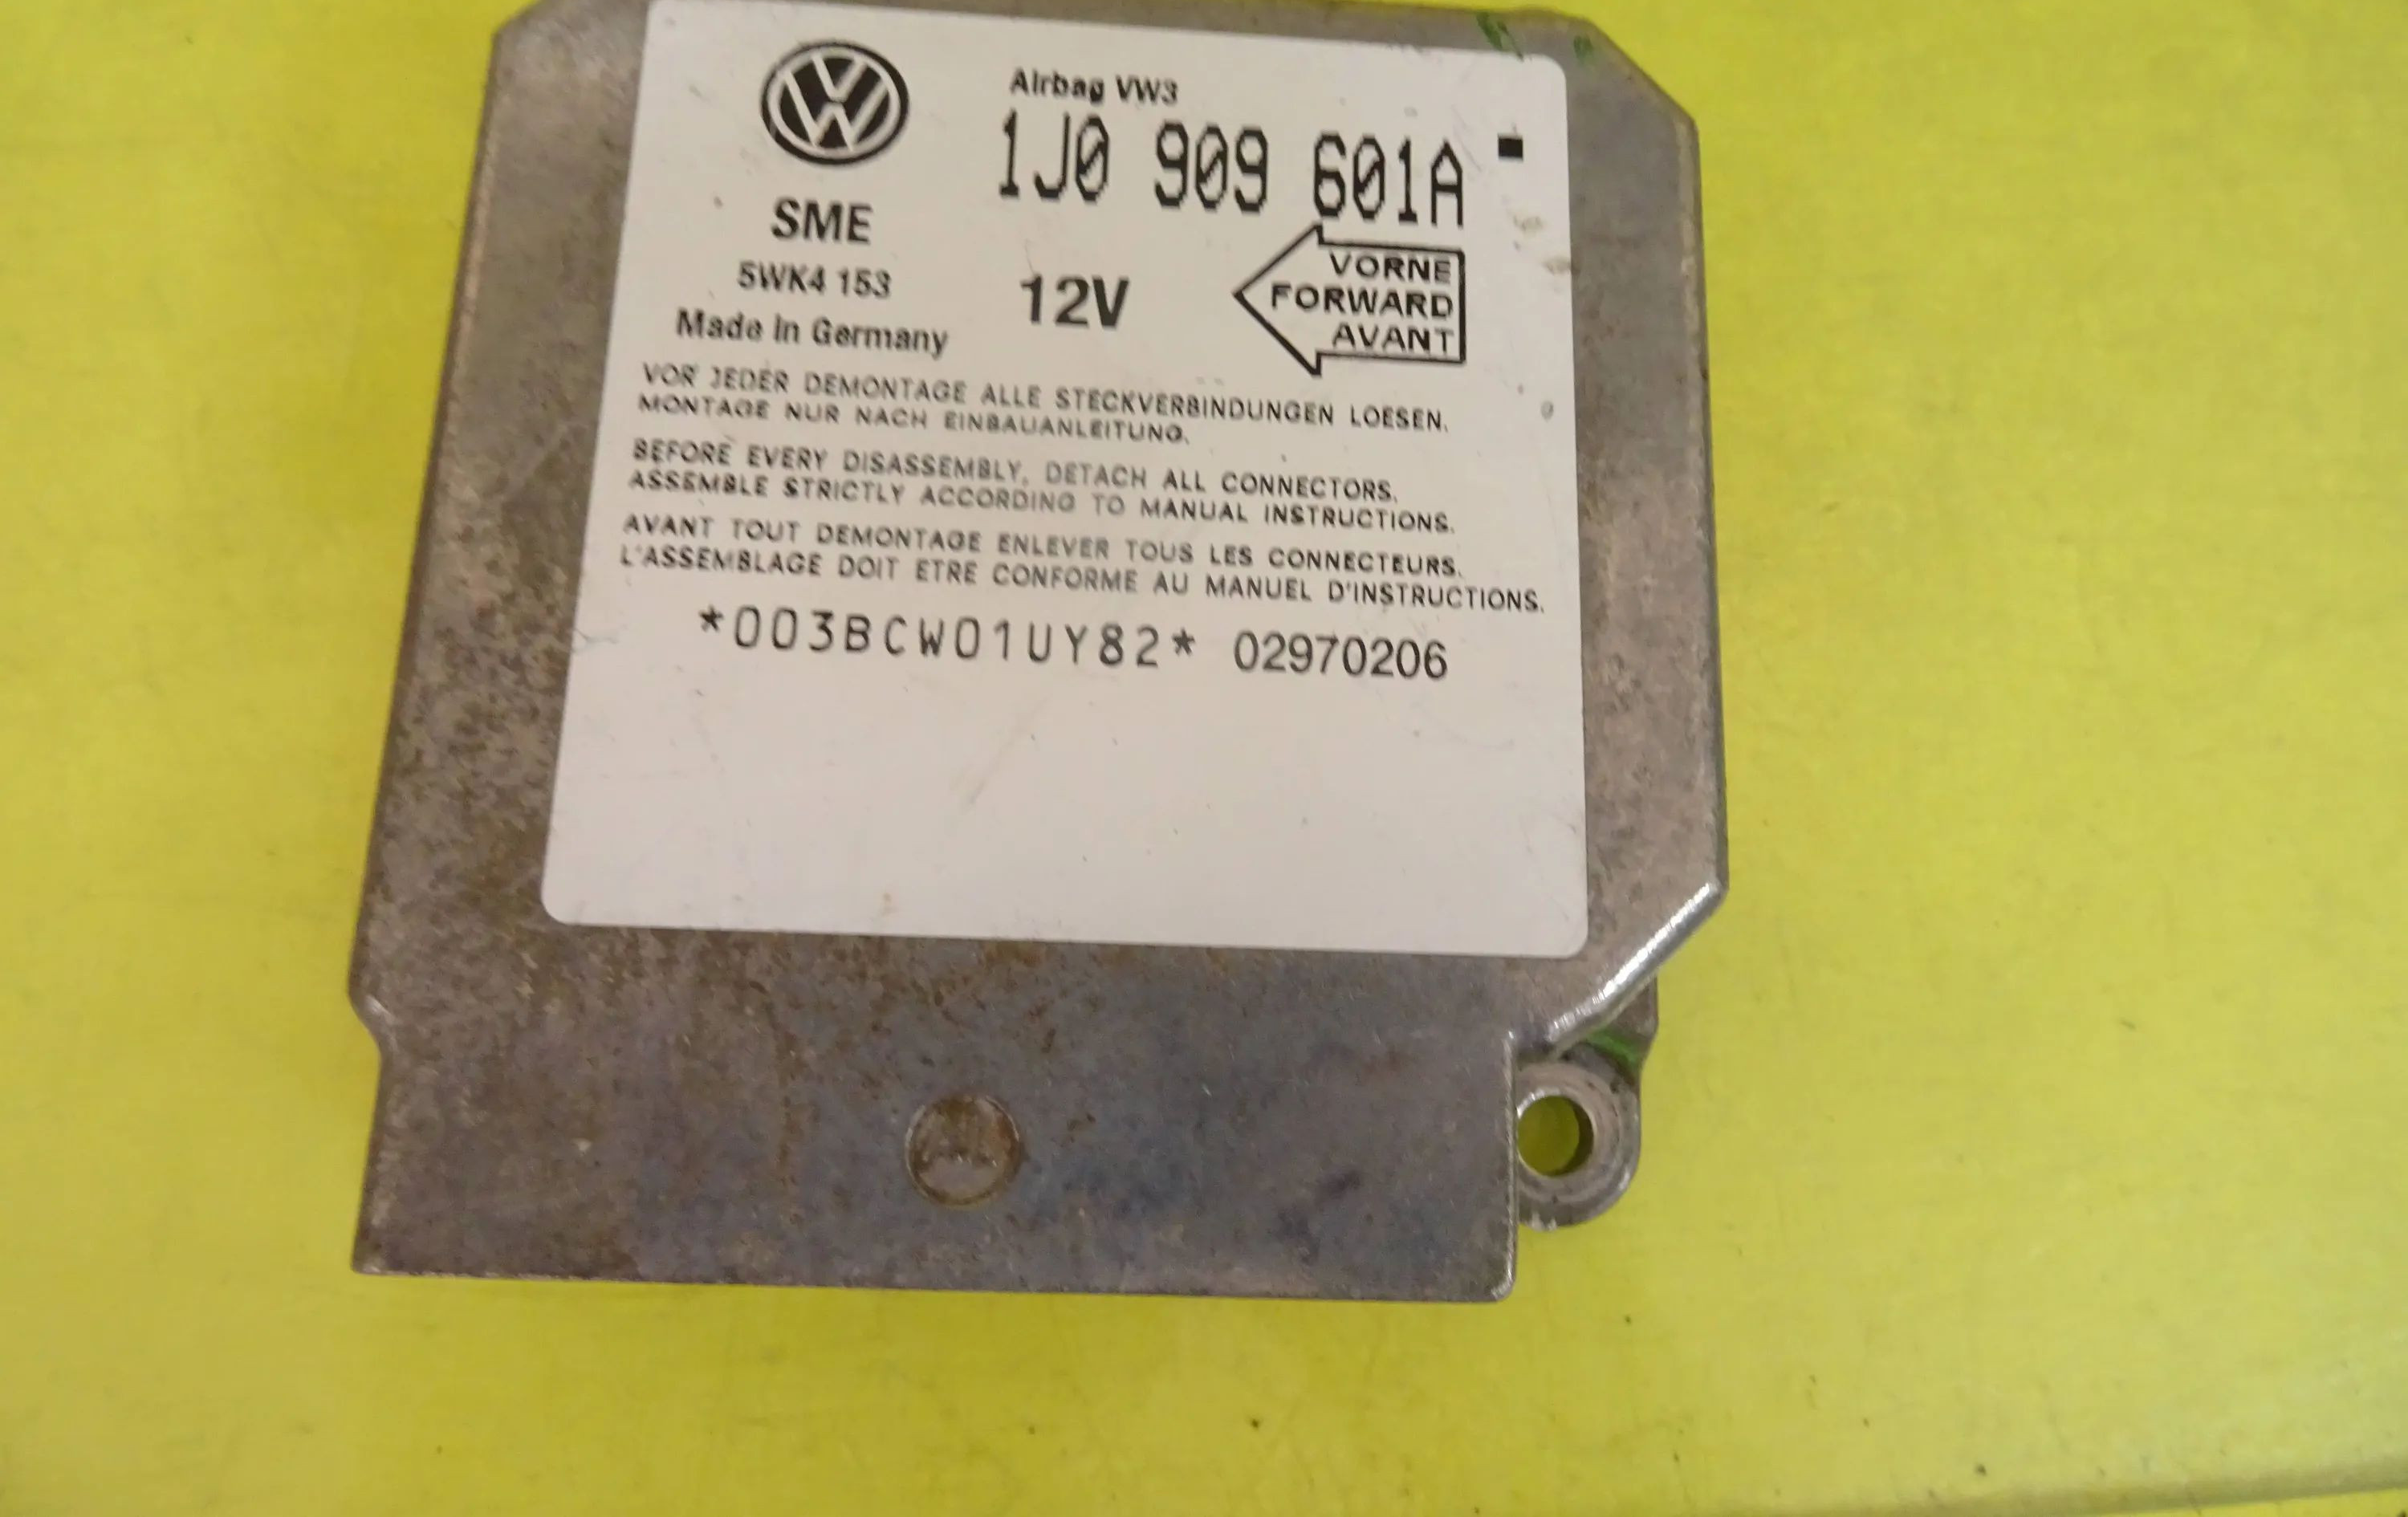 Airbag VW3
1J0 909 601A
SME
5WK4 153
Made in Germany
12V
VORNE
FORWARD
AVANT
VOR JEDER DEMONTAGE ALLE STECKVERBINDUNGEN LOESEN.
MONTAGE NUR NACH EINBAUANLEITUNG.
BEFORE EVERY DISASSEMBLY, DETACH ALL CONNECTORS.
ASSEMBLE STRICTLY ACCORDING TO MANUAL INSTRUCTIONS.
AVANT TOUT DEMONTAGE ENLEVER TOUS LES CONNECTEURS.
L'ASSEMBLAGE DOIT ETRE CONFORME AU MANUEL D'INSTRUCTIONS.
*003BCW01UY82* 02970206